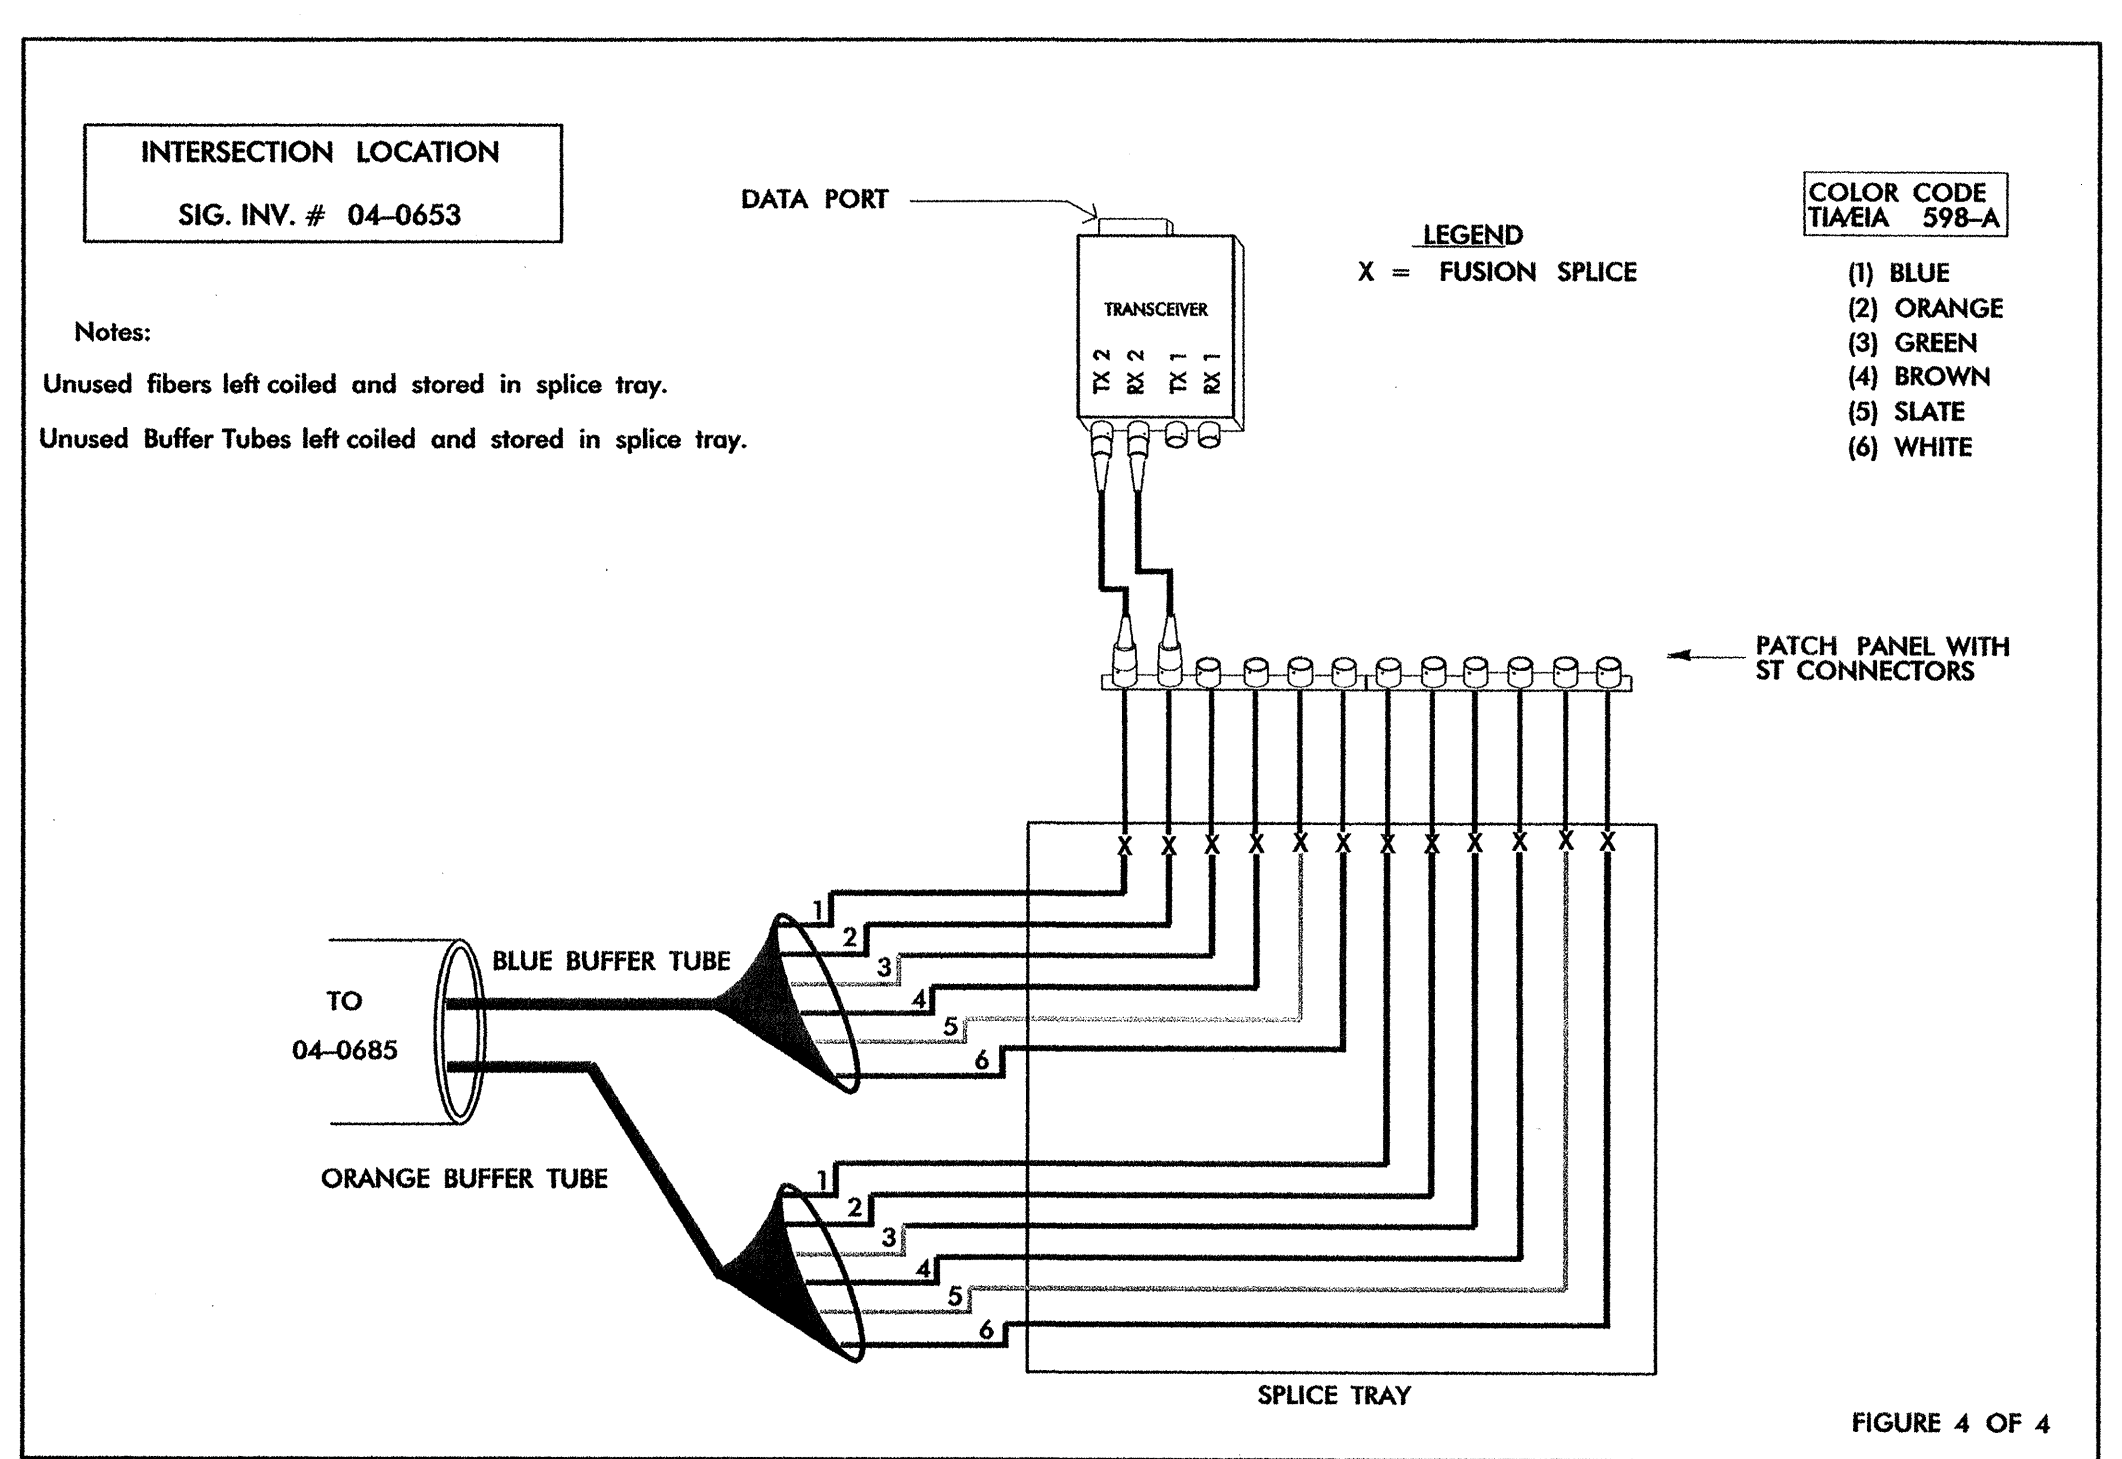 INTERSECTION LOCATION
SIG. INV. # 04-0653
Notes:
Unused fibers left coiled and stored in splice tray.
Unused Buffer Tubes left coiled and stored in splice tray.
DATA PORT
TRANSCEIVER
TX 2
RX 2
TX 1
RX 1
LEGEND
X = FUSION SPLICE
COLOR CODE
TIA/EIA 598-A
(1) BLUE
(2) ORANGE
(3) GREEN
(4) BROWN
(5) SLATE
(6) WHITE
PATCH PANEL WITH
ST CONNECTORS
X X X X X X X X X X X X
BLUE BUFFER TUBE
1
2
3
4
5
6
TO
04-0685
ORANGE BUFFER TUBE
1
2
3
4
5
6
SPLICE TRAY
FIGURE 4 OF 4